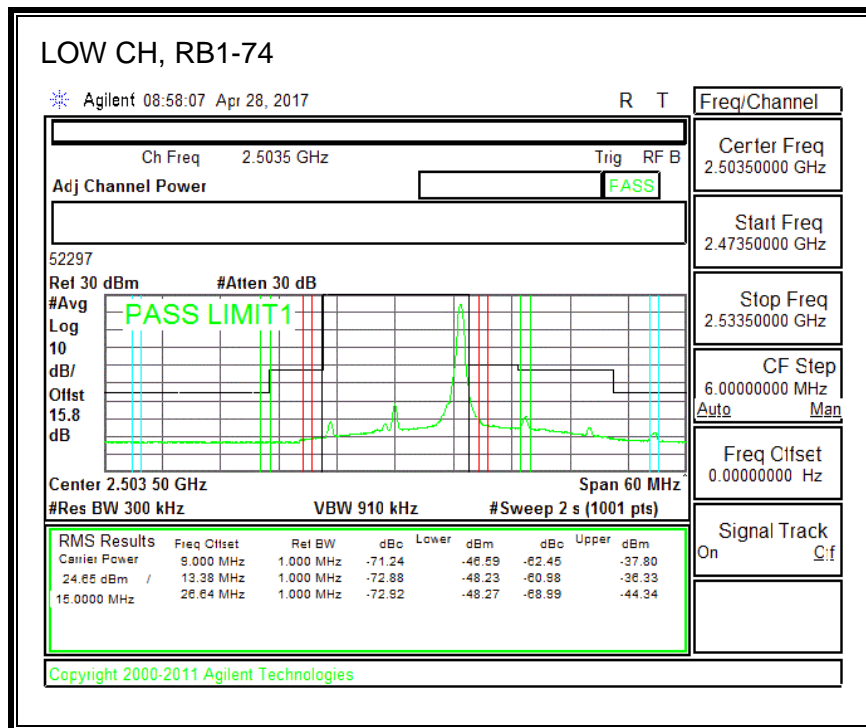 LOW CH, RB1-74
Agilent 08:58:07 Apr 28, 2017 R T
Freq/Channel
Ch Freq 2.5035 GHz Trig RF B
Adj Channel Power PASS
Center Freq
2.50350000 GHz
Start Freq
2.47350000 GHz
Stop Freq
2.53350000 GHz
CF Step
6.00000000 MHz
Auto Man
Freq Offset
0.00000000 Hz
Signal Track
On
52297
Ref 30 dBm #Atten 30 dB
#Avg
Log
10
dB/
Offst
15.8
dB
PASS LIMIT1
Center 2.503 50 GHz Span 60 MHz
#Res BW 300 kHz VBW 910 kHz #Sweep 2 s (1001 pts)
RMS Results Freq Offset Ref BW dBc Lower dBm dBc Upper dBm
Carrier Power 9.000 MHz 1.000 MHz -71.24 -46.59 -62.45 -37.80
24.65 dBm / 13.38 MHz 1.000 MHz -72.88 -48.23 -60.98 -36.33
15.0000 MHz 26.64 MHz 1.000 MHz -72.92 -48.27 -68.99 -44.34
Copyright 2000-2011 Agilent Technologies